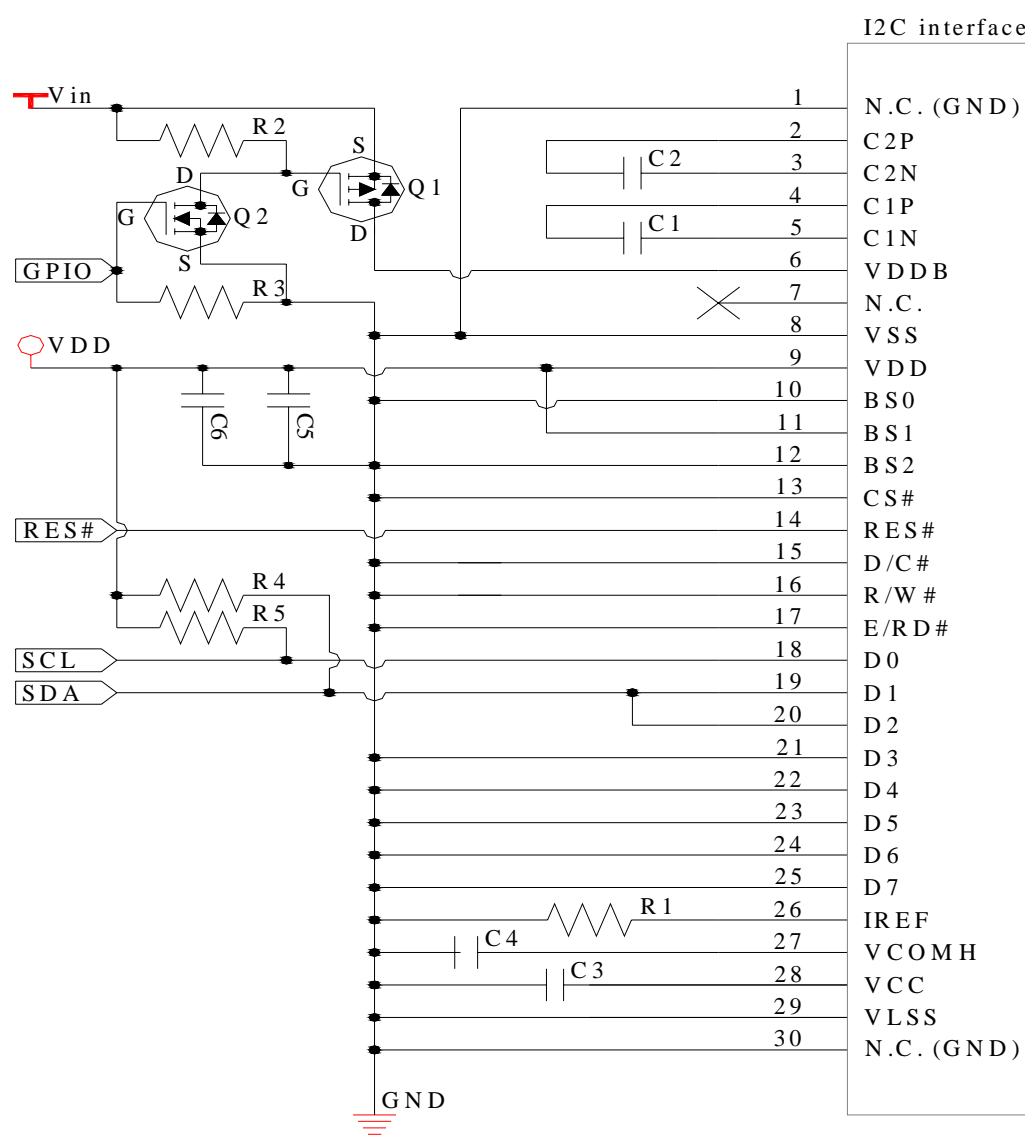 I2C interface
Vin
1 N.C. (GND)
R2
2 C2P
S
C2
3 C2N
D
G
Q1
4 C1P
G
Q2
C1
5 C1N
D
S
GPIO
6 VDDB
R3
7 N.C.
8 VSS
VDD
9 VDD
10 BS0
C6
C5
11 BS1
12 BS2
13 CS#
RES#
14 RES#
15 D/C#
R4
16 R/W#
R5
17 E/RD#
SCL
18 D0
SDA
19 D1
20 D2
21 D3
22 D4
23 D5
24 D6
25 D7
R1
26 IREF
C4
27 VCOMH
C3
28 VCC
29 VLSS
30 N.C. (GND)
GND